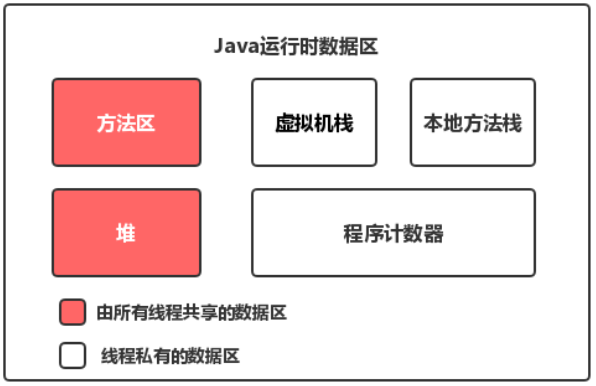 Java运行时数据区
方法区
虚拟机栈
本地方法栈
堆
程序计数器
由所有线程共享的数据区
线程私有的数据区